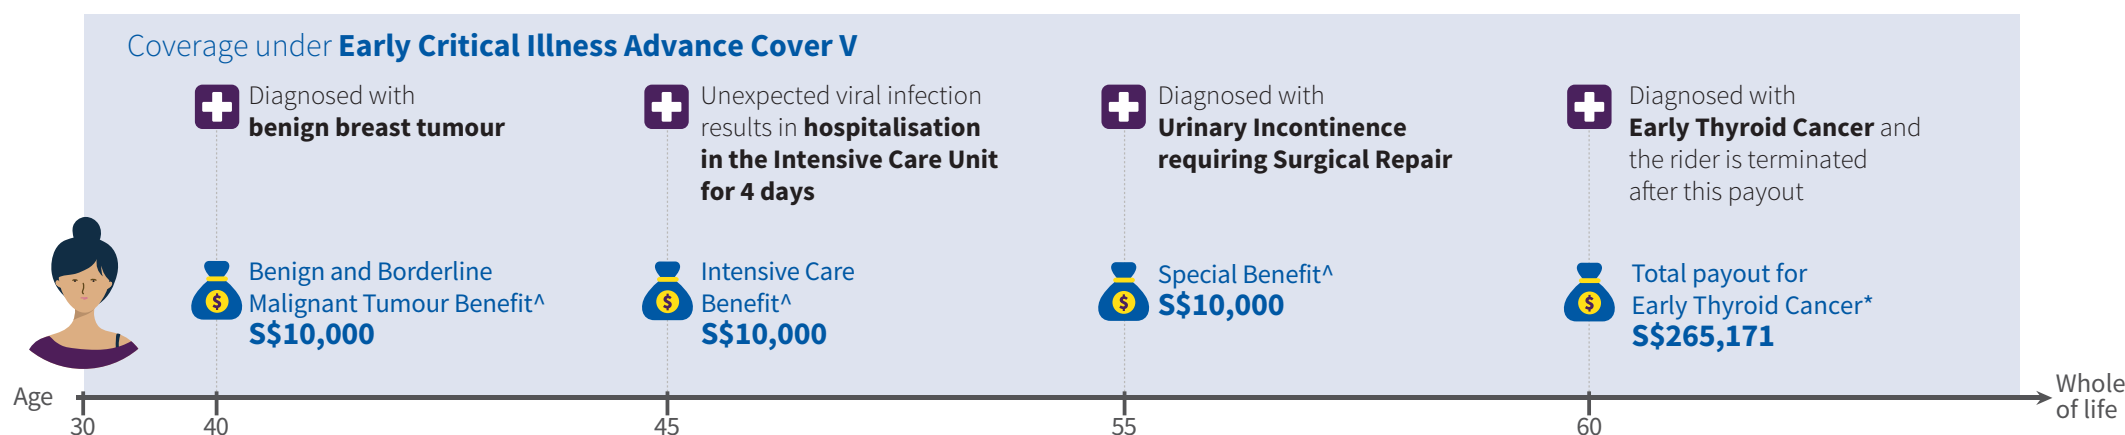 Coverage under Early Critical Illness Advance Cover V
Diagnosed with
benign breast tumour
Unexpected viral infection
results in hospitalisation
in the Intensive Care Unit
for 4 days
Diagnosed with
Urinary Incontinence
requiring Surgical Repair
Diagnosed with
Early Thyroid Cancer and
the rider is terminated
after this payout
$
Benign and Borderline
Malignant Tumour Benefit^
S$10,000
$
Intensive Care
Benefit^
S$10,000
$
Special Benefit^
S$10,000
$
Total payout for
Early Thyroid Cancer*
S$265,171
Age
30
40
45
55
60
Whole
of life